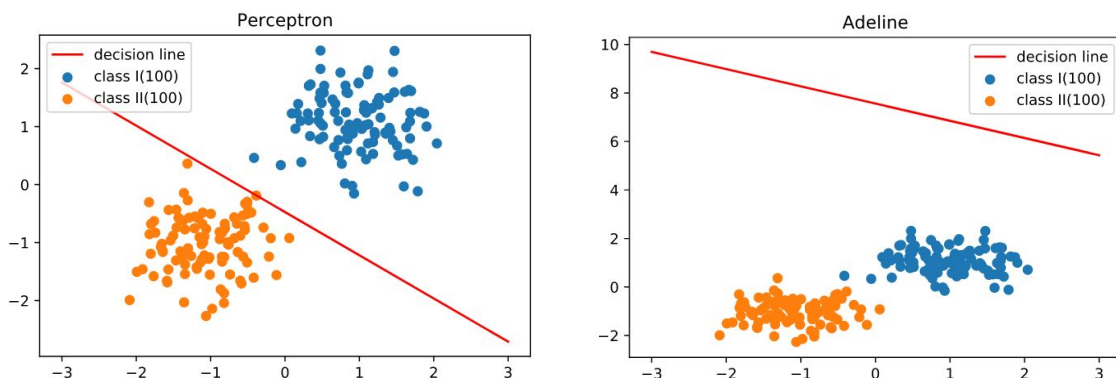 Perceptron
decision line
class I(100)
class II(100)
2
1
0
−1
−2
−3 −2 −1 0 1 2 3
Adeline
decision line
class I(100)
class II(100)
10
8
6
4
2
0
−2
−3 −2 −1 0 1 2 3